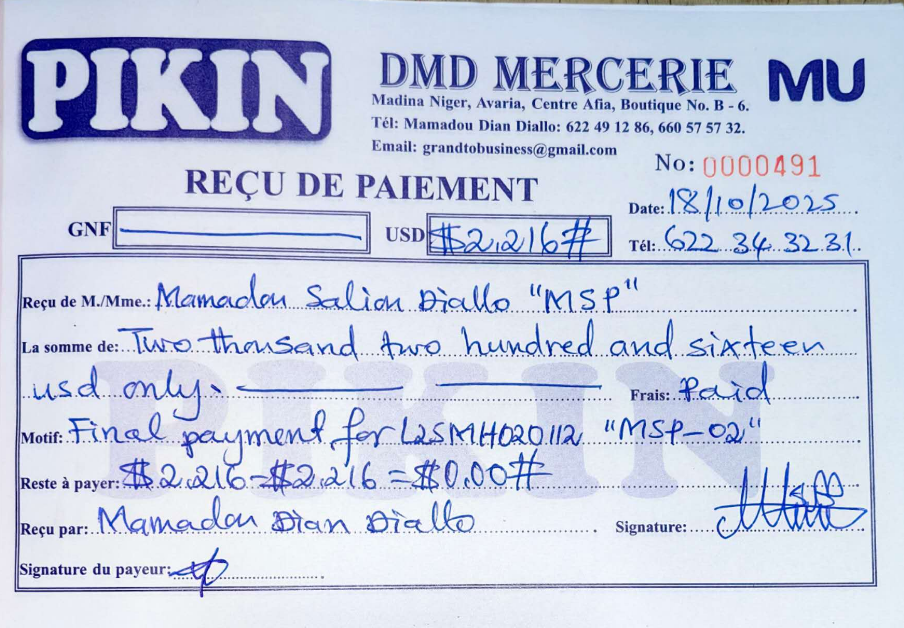 PIKIN
DMD MERCERIE
MU
Madina Niger, Avaria, Centre Afia, Boutique No. B - 6.
Tél: Mamadou Dian Diallo: 622 49 12 86, 660 57 57 32.
Email: grandtobusiness@gmail.com
No: 0000491
REÇU DE PAIEMENT
Date: 18/10/2025
GNF
USD $2,216#
Tél: 622 34 32 31
Reçu de M./Mme.: Mamadou Saliou Diallo "MSP"
La somme de: Two thousand two hundred and sixteen
usd only. Frais: Paid
Motif: Final payment for L25MH020112 "MSP-02"
Reste à payer: $2,216-$2,216=$0.00#
Reçu par: Mamadou Dian Diallo Signature:
Signature du payeur:
PIKIN